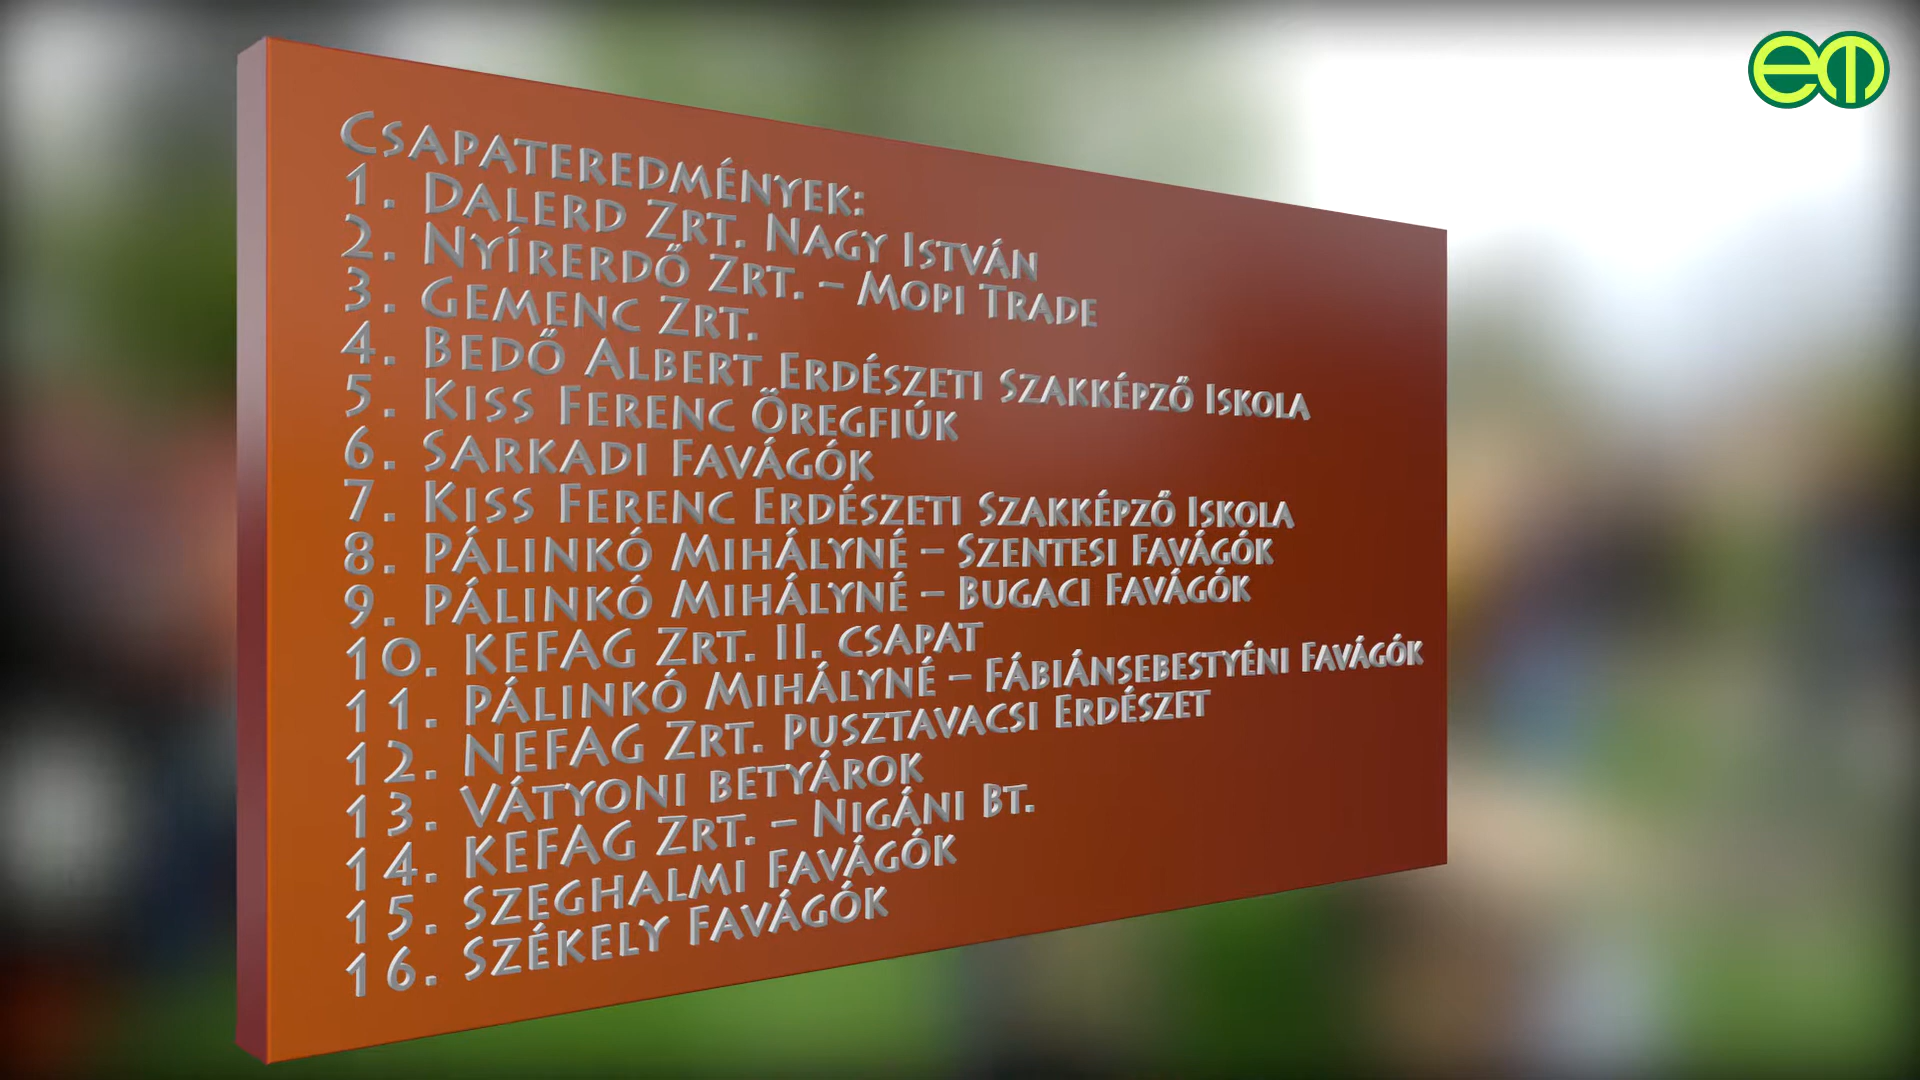 em
Csapateredmények:
1. Dalerd Zrt. Nagy István
2. Nyírerdő Zrt. – Mopi Trade
3. Gemenc Zrt.
4. Bedő Albert Erdészeti Szakképző Iskola
5. Kiss Ferenc Öregfiúk
6. Sarkadi Favágók
7. Kiss Ferenc Erdészeti Szakképző Iskola
8. Pálinkó Mihályné – Szentesi Favágók
9. Pálinkó Mihályné – Bugaci Favágók
10. KEFAG Zrt. II. csapat
11. Pálinkó Mihályné – Fábiánsebestyéni Favágók
12. NEFAG Zrt. Pusztavacsi Erdészet
13. Vátyoni betyárok
14. KEFAG Zrt. – Nigáni Bt.
15. Szeghalmi Favágók
16. Székely Favágók